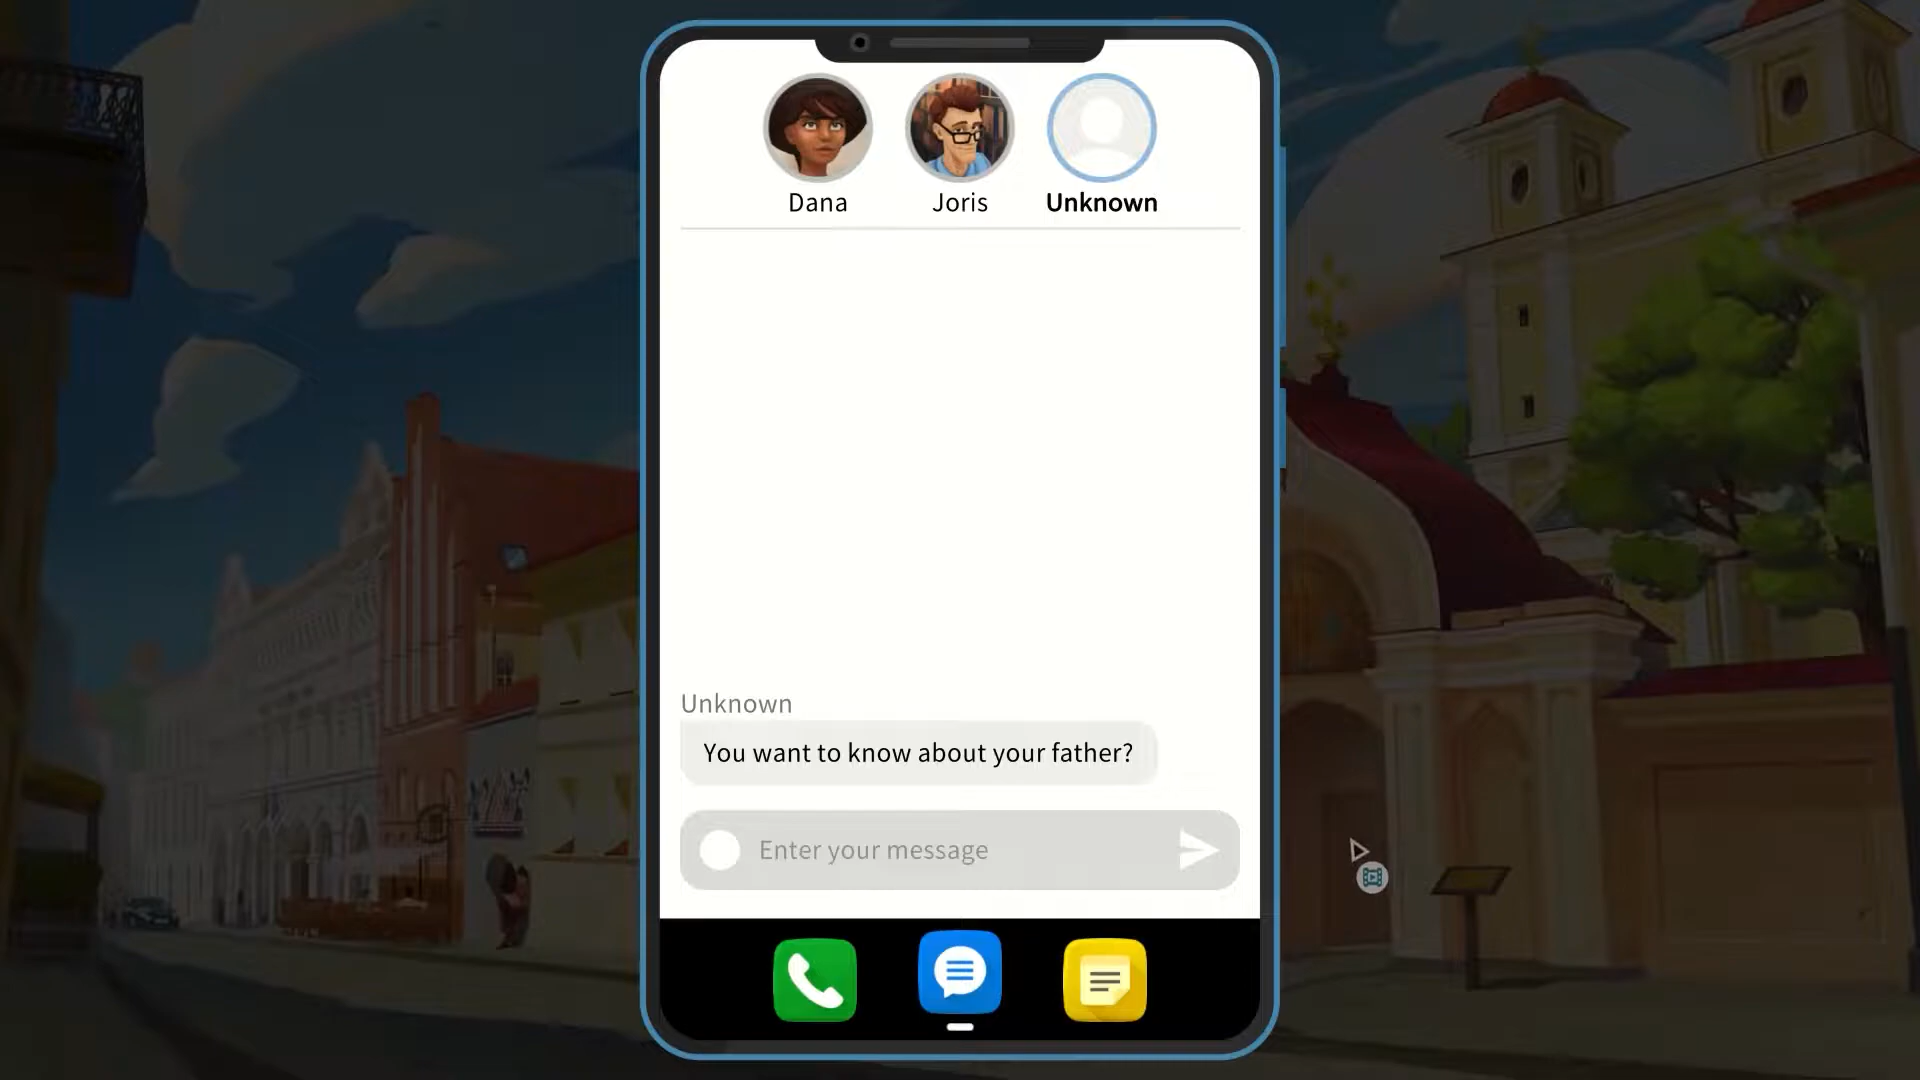 Dana
Joris
Unknown
Unknown
You want to know about your father?
Enter your message